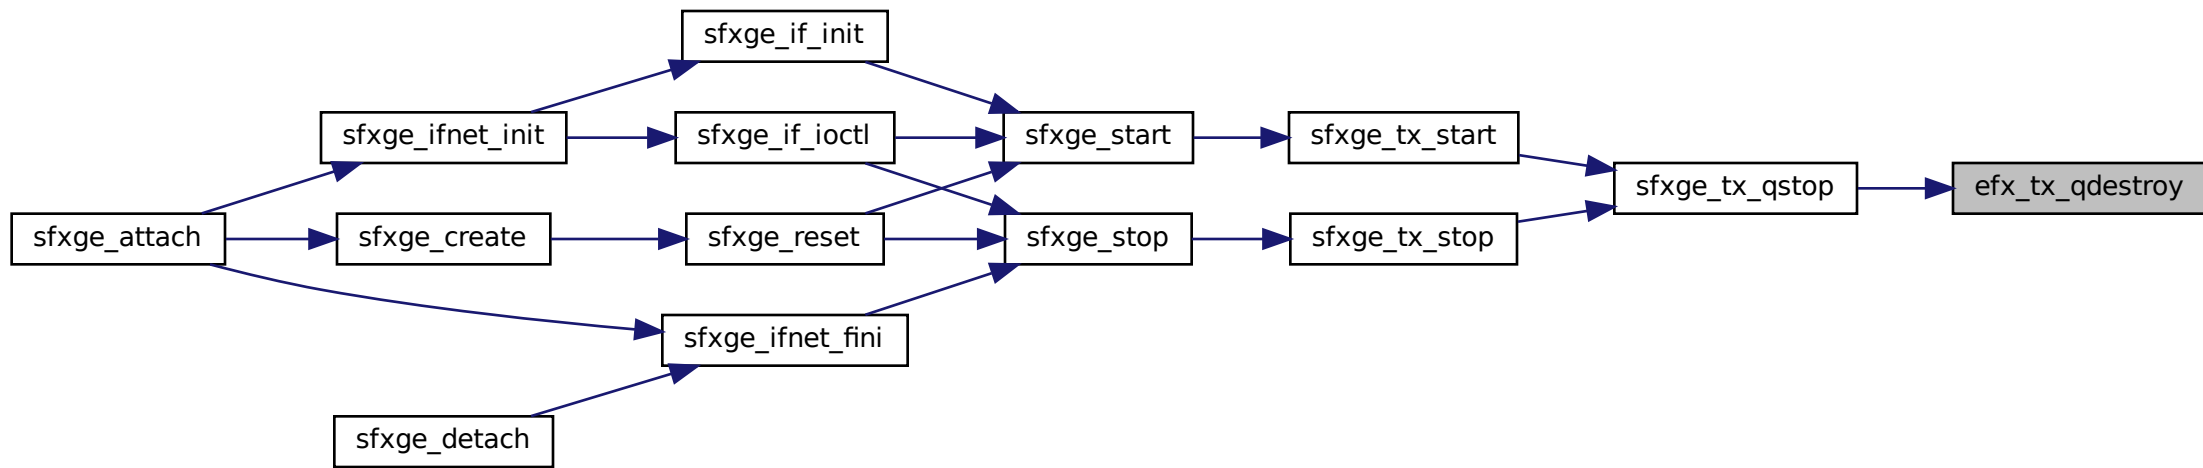 sfxge_if_init
sfxge_ifnet_init
sfxge_if_ioctl
sfxge_start
sfxge_tx_start
sfxge_tx_qstop
efx_tx_qdestroy
sfxge_attach
sfxge_create
sfxge_reset
sfxge_stop
sfxge_tx_stop
sfxge_ifnet_fini
sfxge_detach